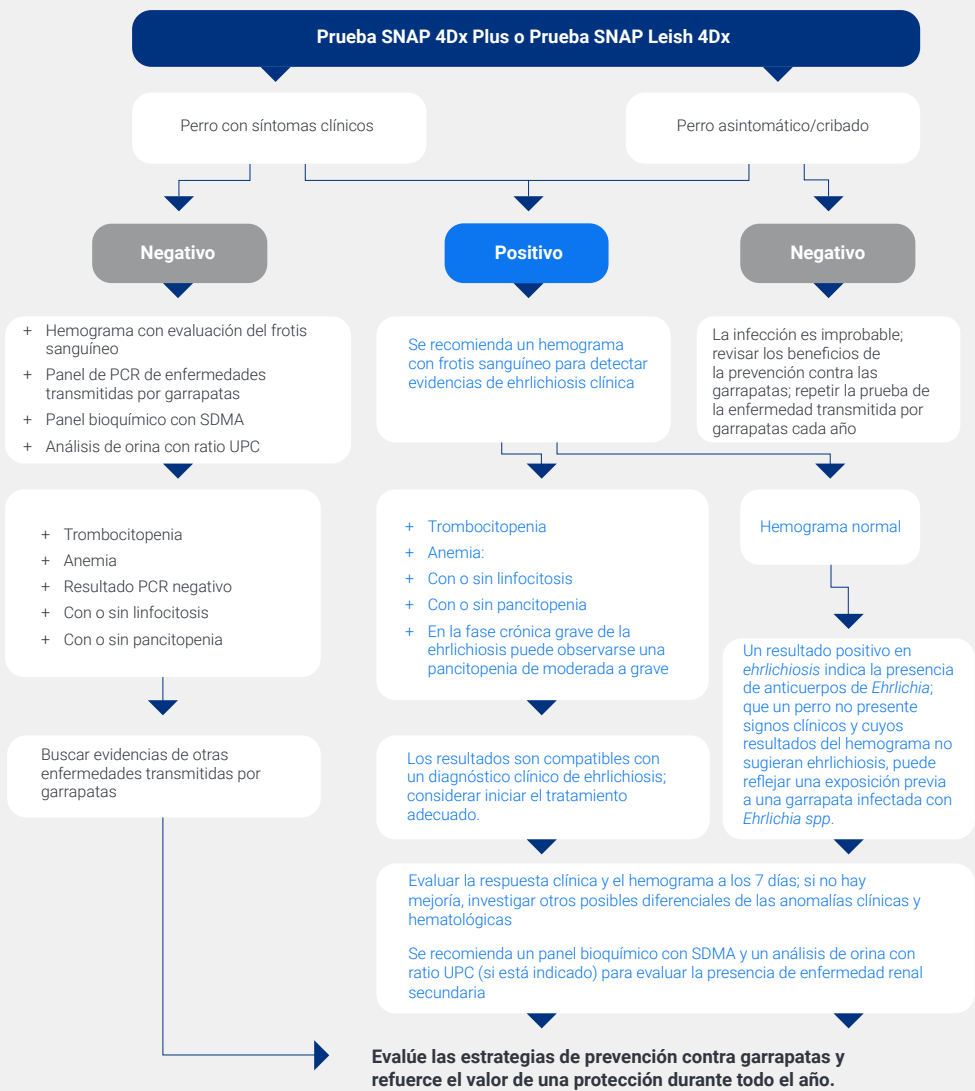 Prueba SNAP 4Dx Plus o Prueba SNAP Leish 4Dx
Perro con síntomas clínicos
Perro asintomático/cribado
Negativo
Positivo
Negativo
+ Hemograma con evaluación del frotis
sanguíneo
+ Panel de PCR de enfermedades
transmitidas por garrapatas
+ Panel bioquímico con SDMA
+ Análisis de orina con ratio UPC
Se recomienda un hemograma
con frotis sanguíneo para detectar
evidencias de ehrlichiosis clínica
La infección es improbable;
revisar los beneficios de
la prevención contra las
garrapatas; repetir la prueba de
la enfermedad transmitida por
garrapatas cada año
+ Trombocitopenia
+ Anemia
+ Resultado PCR negativo
+ Con o sin linfocitosis
+ Con o sin pancitopenia
+ Trombocitopenia
+ Anemia:
+ Con o sin linfocitosis
+ Con o sin pancitopenia
+ En la fase crónica grave de la
ehrlichiosis puede observarse una
pancitopenia de moderada a grave
Hemograma normal
Buscar evidencias de otras
enfermedades transmitidas por
garrapatas
Los resultados son compatibles con
un diagnóstico clínico de ehrlichiosis;
considerar iniciar el tratamiento
adecuado.
Un resultado positivo en
ehrlichiosis indica la presencia
de anticuerpos de Ehrlichia;
que un perro no presente
signos clínicos y cuyos
resultados del hemograma no
sugieran ehrlichiosis, puede
reflejar una exposición previa
a una garrapata infectada con
Ehrlichia spp.
Evaluar la respuesta clínica y el hemograma a los 7 días; si no hay
mejoría, investigar otros posibles diferenciales de las anomalías clínicas y
hematológicas
Se recomienda un panel bioquímico con SDMA y un análisis de orina con
ratio UPC (si está indicado) para evaluar la presencia de enfermedad renal
secundaria
Evalúe las estrategias de prevención contra garrapatas y
refuerce el valor de una protección durante todo el año.